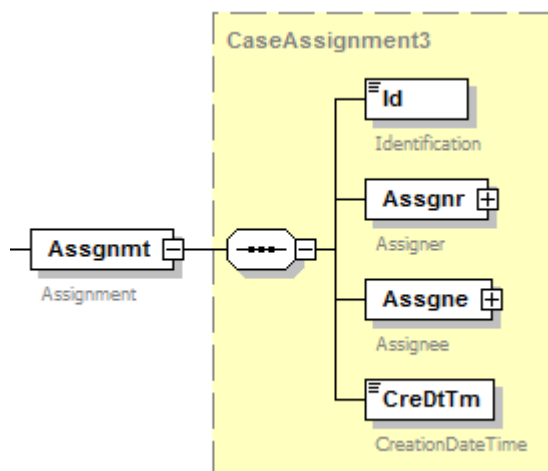 CaseAssignment3
Id
Identification
Assgnr
Assigner
Assgnmt
Assignment
Assgne
Assignee
CreDtTm
CreationDateTime